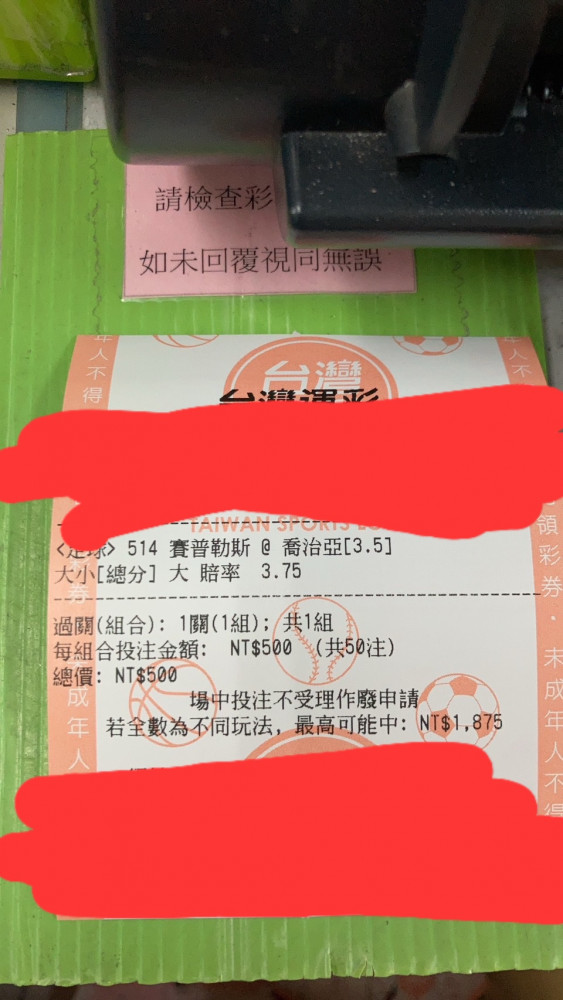 請檢查彩
如未回覆視同無誤
台灣
台灣運彩
年人不得
人不
TAIWAN SPORTS
<足球> 514 賽普勒斯 @ 喬治亞[3.5]
大小[總分] 大 賠率 3.75
領彩券.未成年人不得
彩券
過關(組合): 1關(1組): 共1組
每組合投注金額: NT$500 (共50注)
總價: NT$500
未成年人
場中投注不受理作廢申請
若全數為不同玩法, 最高可能中: NT$1,875